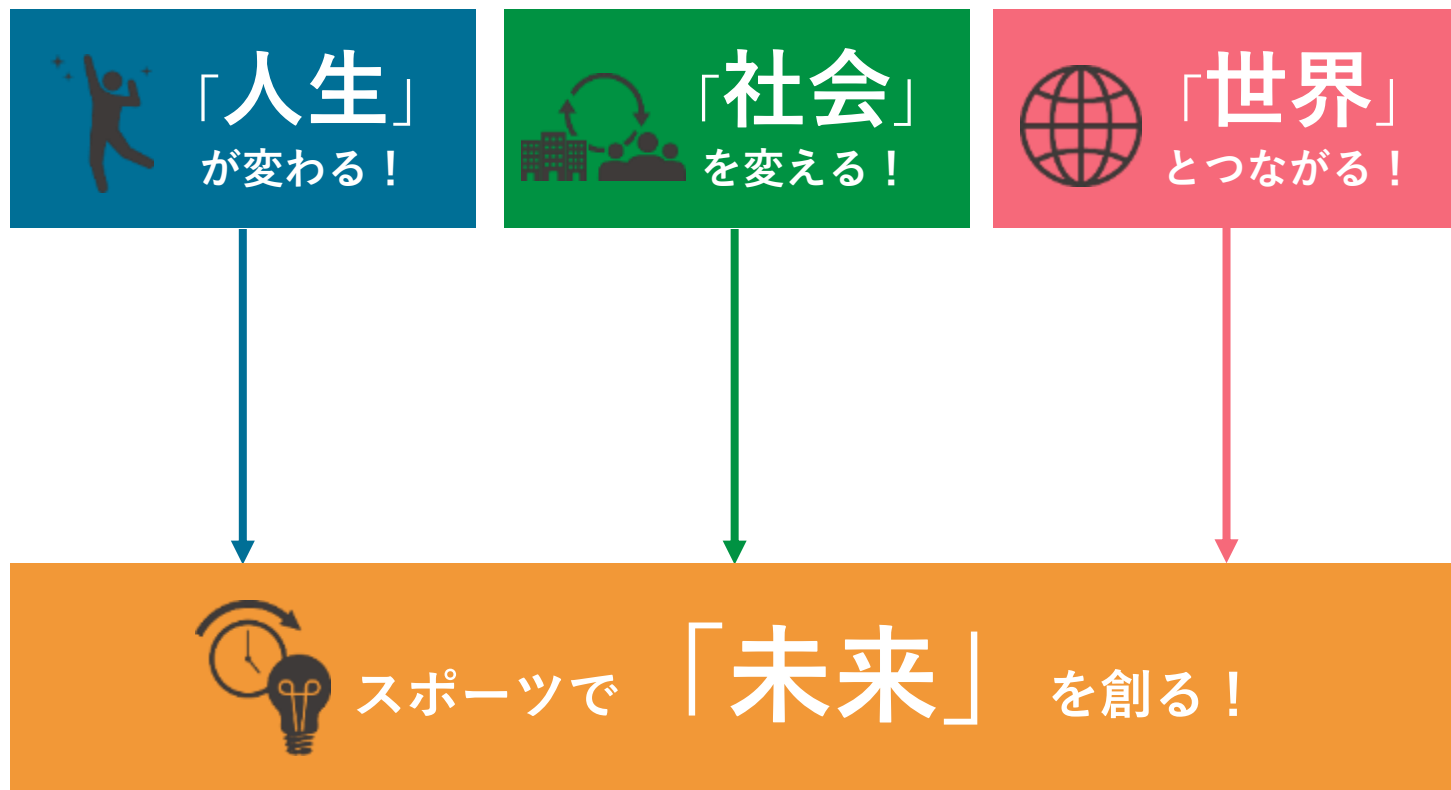 「人生」
が変わる！
「社会」
を変える！
「世界」
とつながる！
スポーツで「未来」を創る！